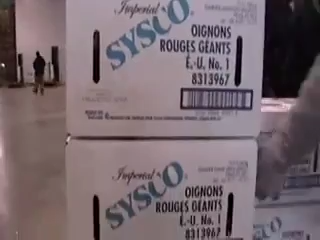 Imperial
SYSCO
OIGNONS
ROUGES GÉANTS
É.-U. No. 1
8313967
Imperial
SYSCO
OIGNONS
ROUGES GÉANTS
É.-U. No. 1
8313967